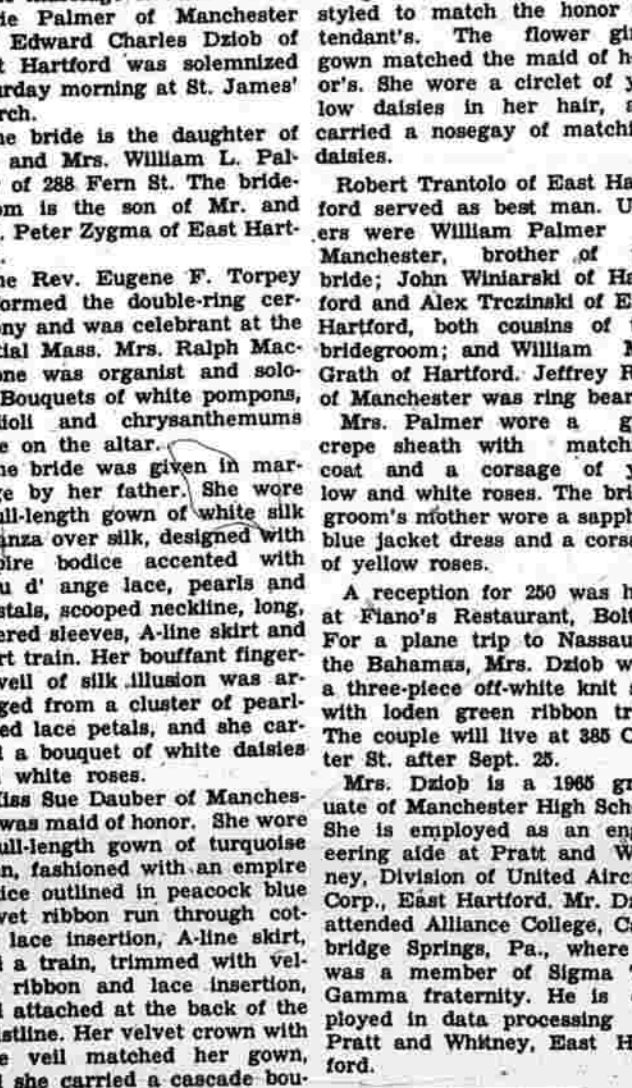 ie Palmer of Manchester
Edward Charles Dziob of
t Hartford was solemnized
urday morning at St. James'
rch.
ne bride is the daughter of
and Mrs. William L. Pal-
of 288 Fern St. The bride-
om is the son of Mr. and
. Peter Zygma of East Hart-
.
ne Rev. Eugene F. Torpey
formed the double-ring cer-
ony and was celebrant at the
tial Mass. Mrs. Ralph Mac-
one was organist and solo-
Bouquets of white pompons,
lioli and chrysanthemums
e on the altar.
ne bride was given in mar-
ge by her father. She wore
ull-length gown of white silk
anza over silk, designed with
pire bodice accented with
u d' ange lace, pearls and
stals, scooped neckline, long,
ered sleeves, A-line skirt and
rt train. Her bouffant finger-
veil of silk illusion was ar-
ged from a cluster of pearl-
ed lace petals, and she car-
d a bouquet of white daisies
white roses.
iss Sue Dauber of Manches-
was maid of honor. She wore
ull-length gown of turquoise
n, fashioned with an empire
ice outlined in peacock blue
vet ribbon run through cot-
lace insertion, A-line skirt,
d a train, trimmed with vel-
ribbon and lace insertion,
d attached at the back of the
istline. Her velvet crown with
e veil matched her gown,
d she carried a cascade bou-
styled to match the honor
tendant's. The flower gi
gown matched the maid of h
or's. She wore a circlet of y
low daisies in her hair, a
carried a nosegay of matchi
daisies.
Robert Trantolo of East Ha
ford served as best man. U
ers were William Palmer
Manchester, brother of
bride; John Winiarski of Ha
ford and Alex Trczinski of E
Hartford, both cousins of t
bridegroom; and William M
Grath of Hartford. Jeffrey R
of Manchester was ring bear
Mrs. Palmer wore a g
crepe sheath with match
coat and a corsage of y
low and white roses. The bri
groom's mother wore a sapph
blue jacket dress and a corsa
of yellow roses.
A reception for 250 was h
at Fiano's Restaurant, Bolt
For a plane trip to Nassau
the Bahamas, Mrs. Dziob w
a three-piece off-white knit s
with loden green ribbon tr
The couple will live at 385 C
ter St. after Sept. 25.
Mrs. Dziob is a 1965 gr
uate of Manchester High Sch
She is employed as an eng
eering aide at Pratt and W
ney, Division of United Airc
Corp., East Hartford. Mr. Dz
attended Alliance College, Ca
bridge Springs, Pa., where
was a member of Sigma T
Gamma fraternity. He is
ployed in data processing
Pratt and Whitney, East H
ford.